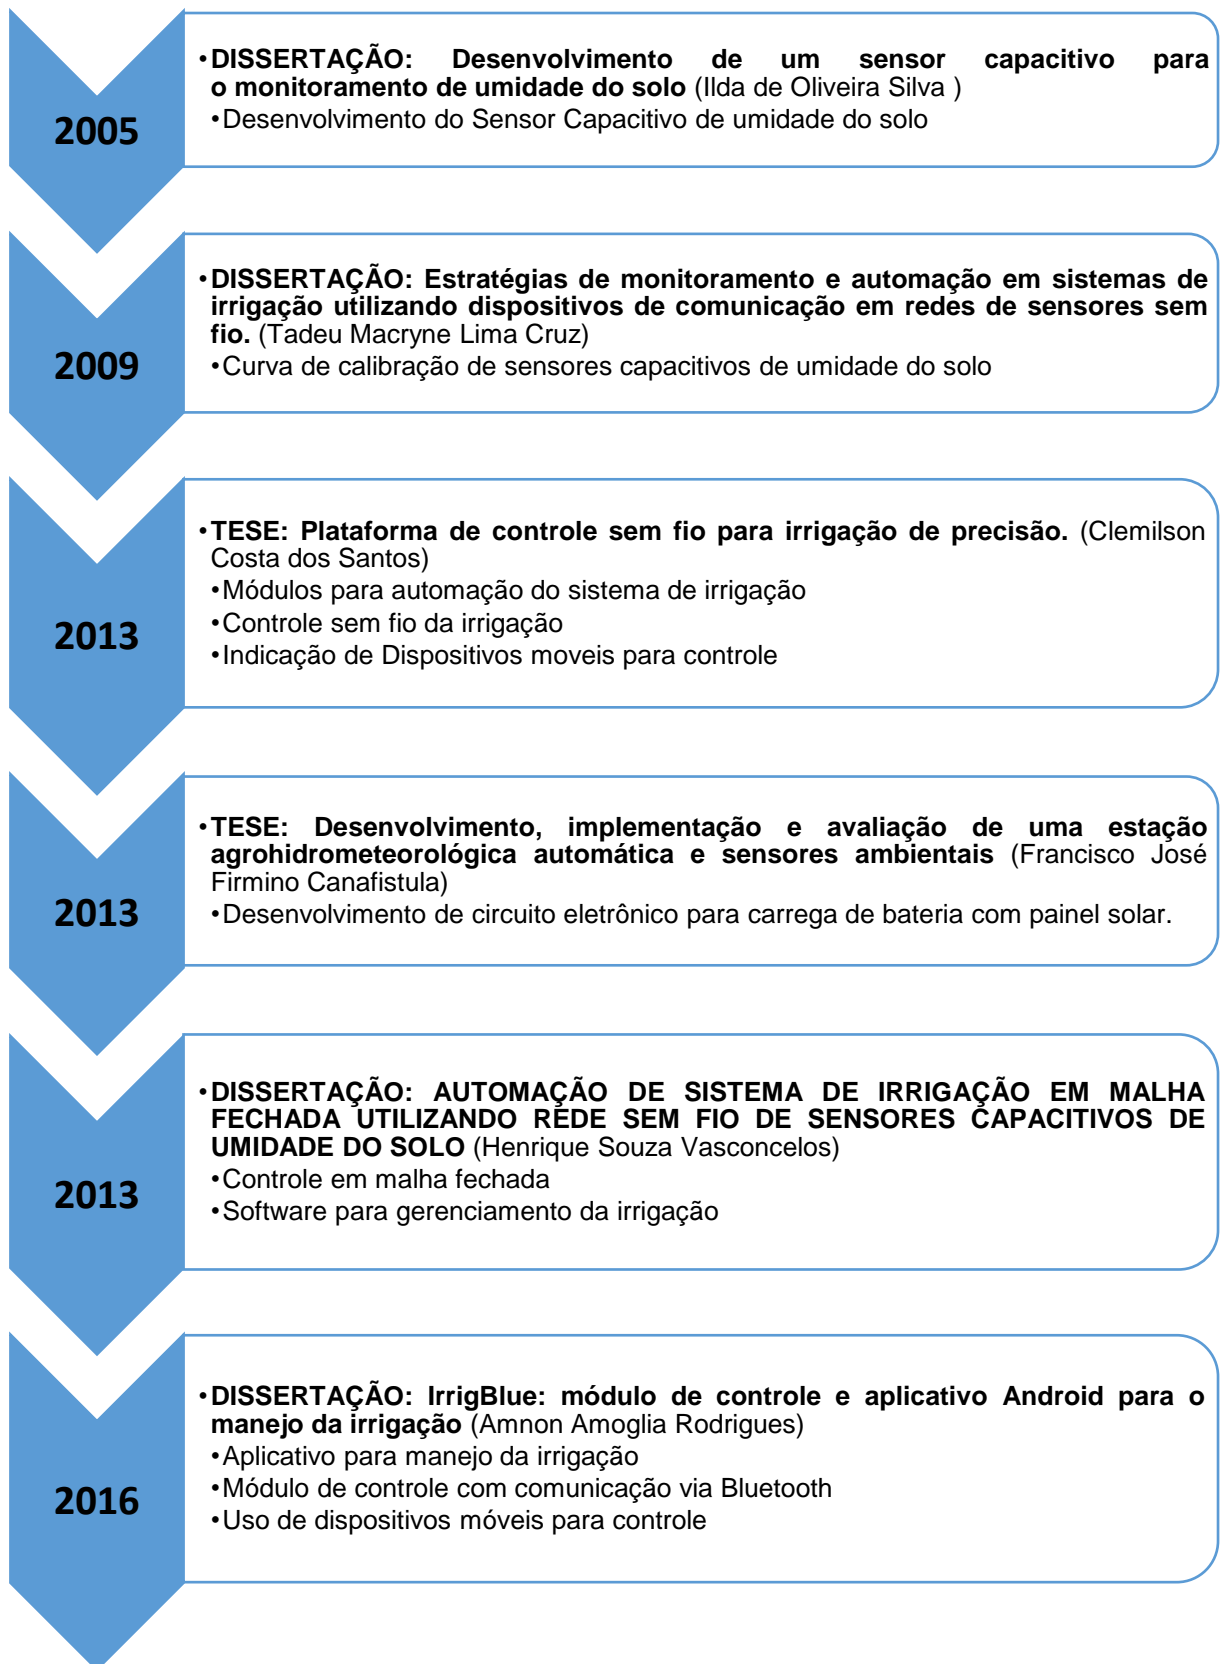 2005
•DISSERTAÇÃO: Desenvolvimento de um sensor capacitivo para
o monitoramento de umidade do solo (Ilda de Oliveira Silva )
•Desenvolvimento do Sensor Capacitivo de umidade do solo
2009
•DISSERTAÇÃO: Estratégias de monitoramento e automação em sistemas de
irrigação utilizando dispositivos de comunicação em redes de sensores sem
fio. (Tadeu Macryne Lima Cruz)
•Curva de calibração de sensores capacitivos de umidade do solo
2013
•TESE: Plataforma de controle sem fio para irrigação de precisão. (Clemilson
Costa dos Santos)
•Módulos para automação do sistema de irrigação
•Controle sem fio da irrigação
•Indicação de Dispositivos moveis para controle
2013
•TESE: Desenvolvimento, implementação e avaliação de uma estação
agrohidrometeorológica automática e sensores ambientais (Francisco José
Firmino Canafistula)
•Desenvolvimento de circuito eletrônico para carrega de bateria com painel solar.
2013
•DISSERTAÇÃO: AUTOMAÇÃO DE SISTEMA DE IRRIGAÇÃO EM MALHA
FECHADA UTILIZANDO REDE SEM FIO DE SENSORES CAPACITIVOS DE
UMIDADE DO SOLO (Henrique Souza Vasconcelos)
•Controle em malha fechada
•Software para gerenciamento da irrigação
2016
•DISSERTAÇÃO: IrrigBlue: módulo de controle e aplicativo Android para o
manejo da irrigação (Amnon Amoglia Rodrigues)
•Aplicativo para manejo da irrigação
•Módulo de controle com comunicação via Bluetooth
•Uso de dispositivos móveis para controle